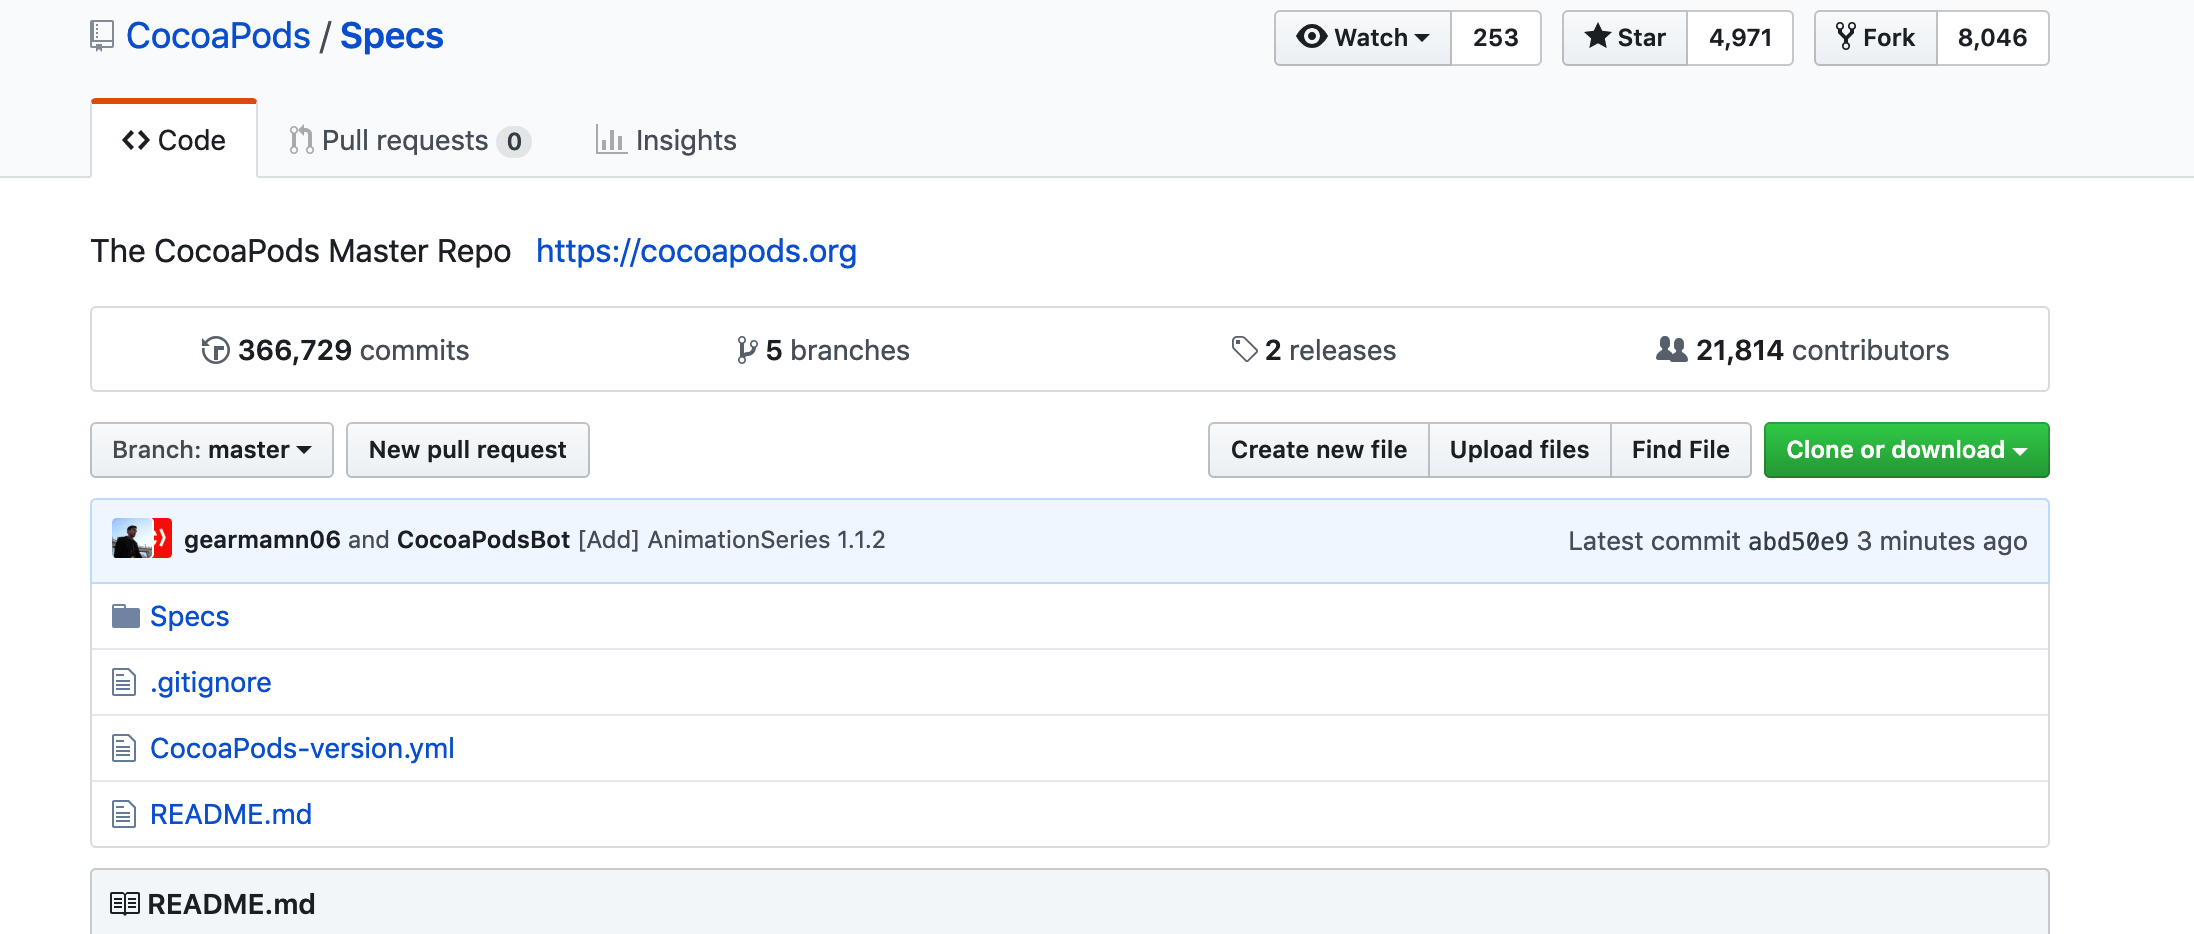 CocoaPods / Specs
Watch 253 Star 4,971 Fork 8,046
Code Pull requests 0 Insights
The CocoaPods Master Repo https://cocoapods.org
366,729 commits 5 branches 2 releases 21,814 contributors
Branch: master New pull request Create new file Upload files Find File Clone or download
gearmamn06 and CocoaPodsBot [Add] AnimationSeries 1.1.2 Latest commit abd50e9 3 minutes ago
Specs
.gitignore
CocoaPods-version.yml
README.md
README.md